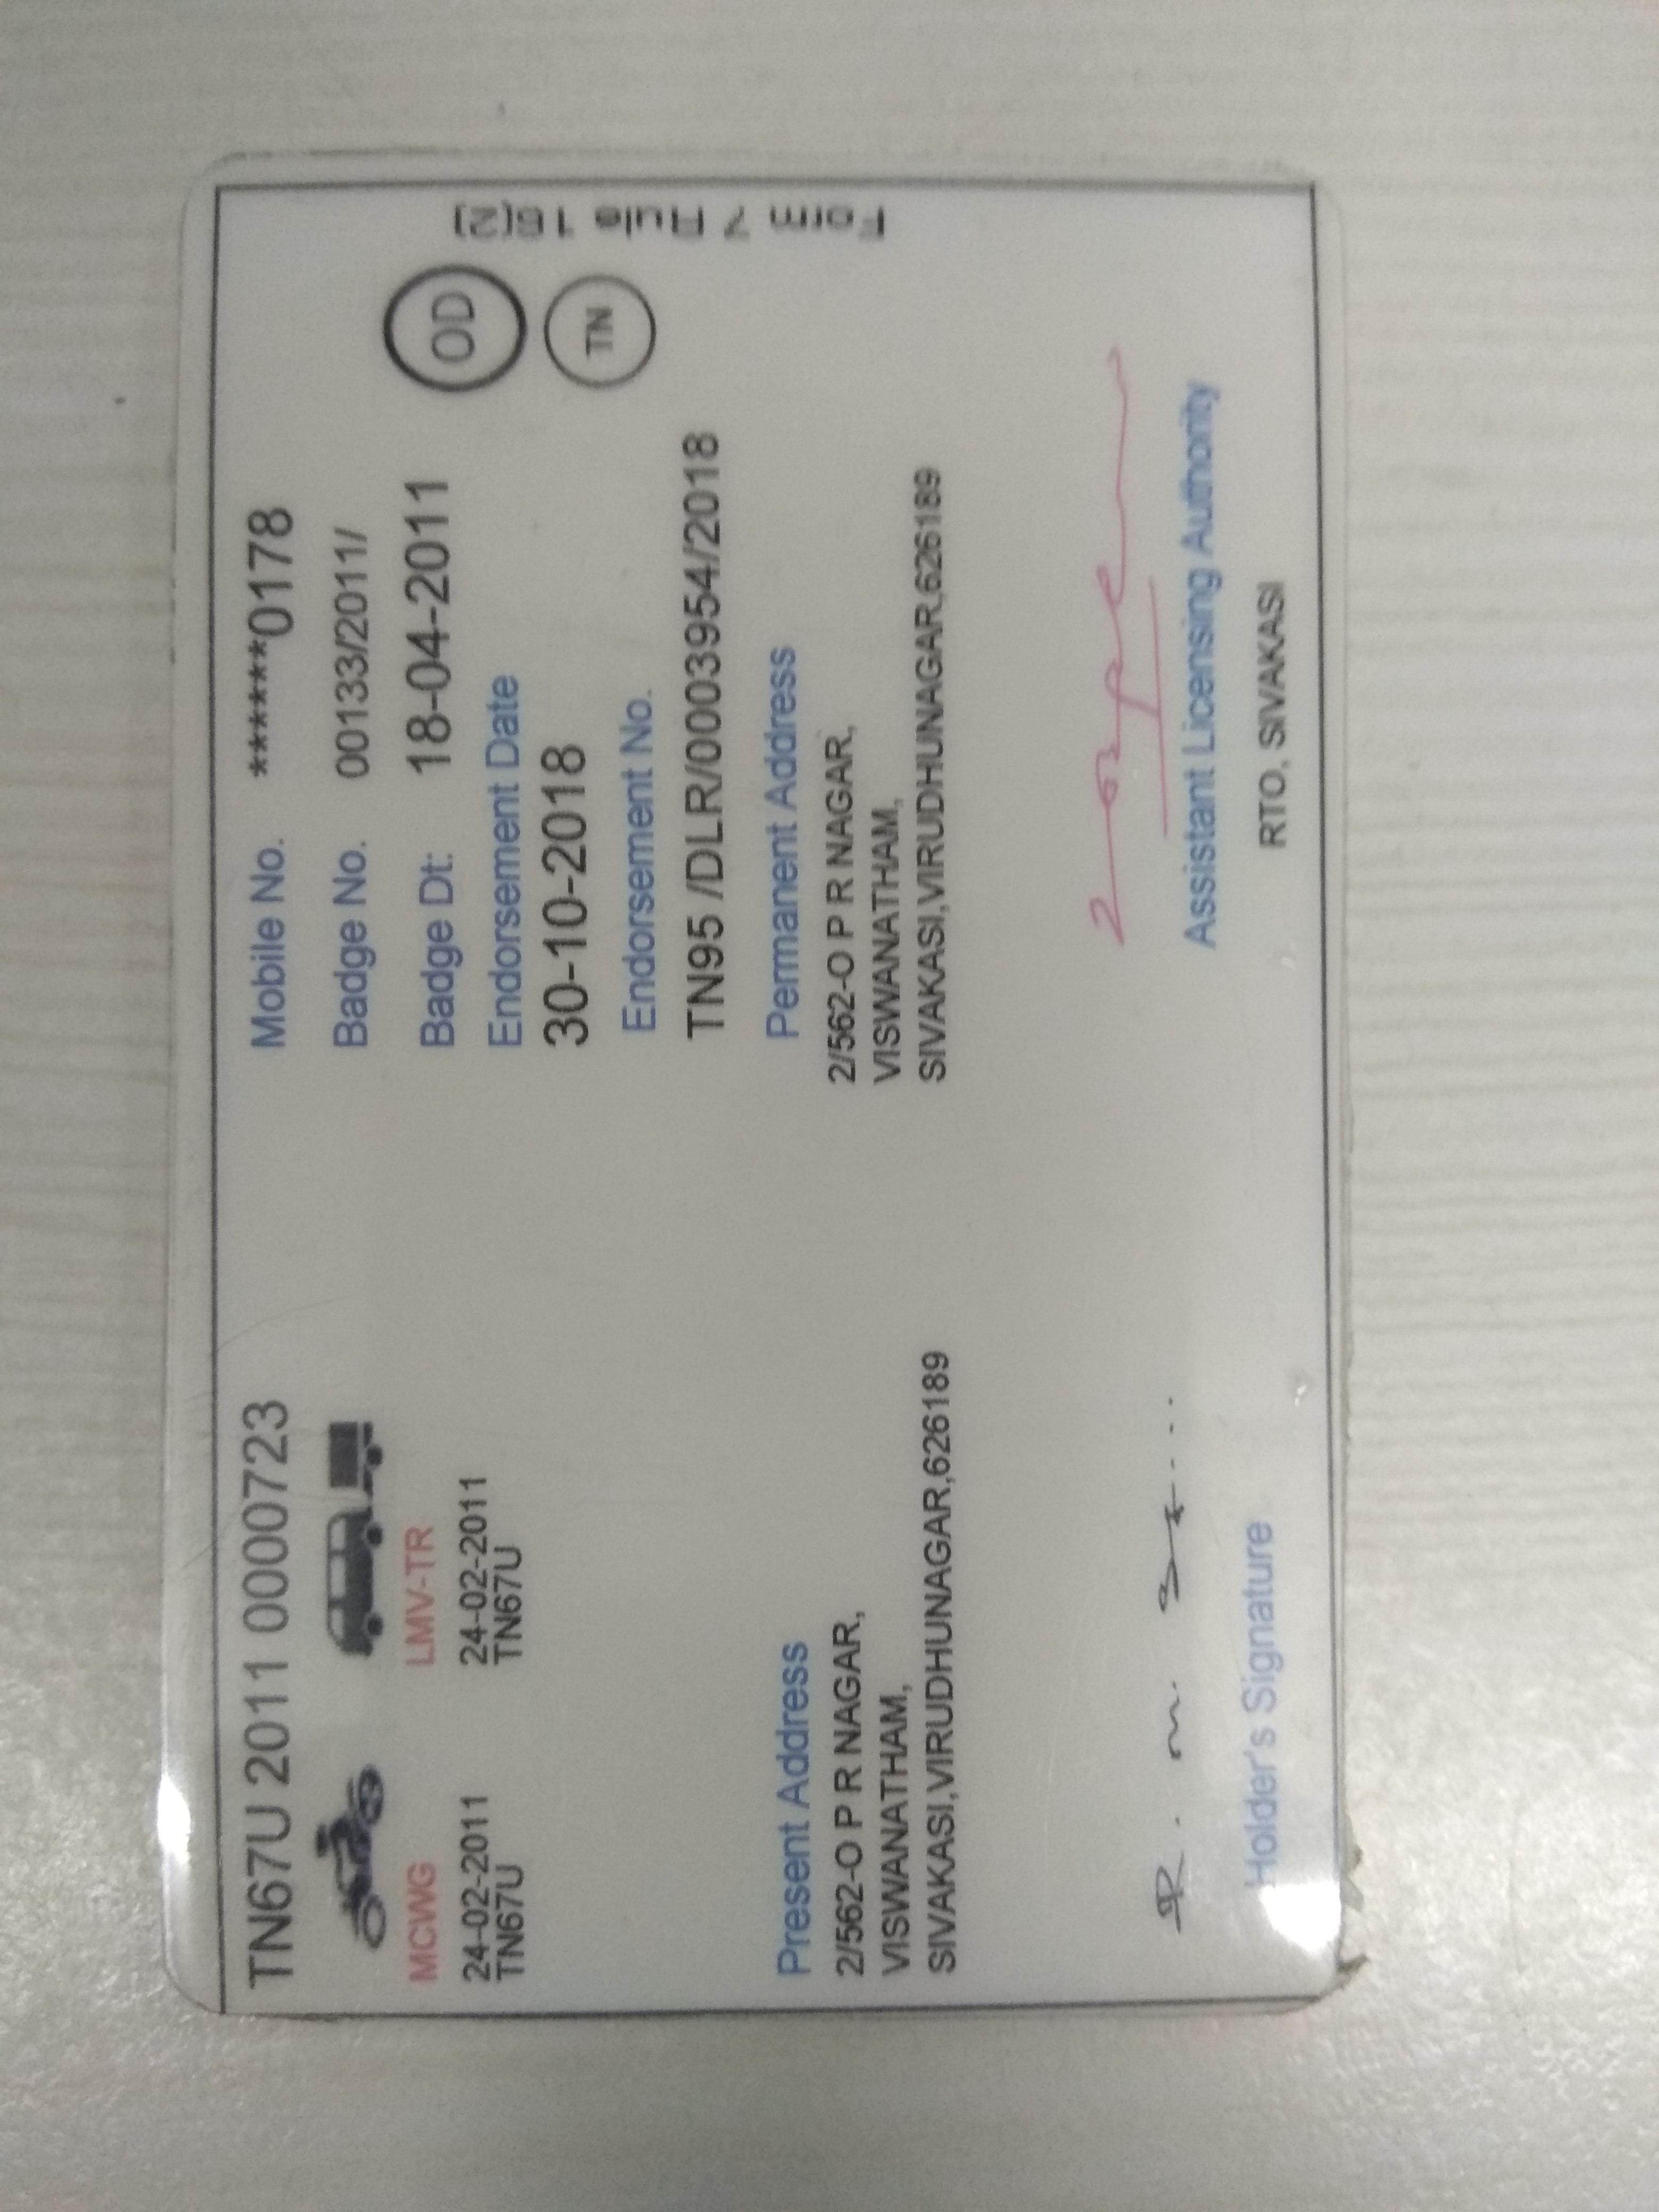 TN67U 2011 0000723
MCWG
24-02-2011
TN67U
LMV-TR
24-02-2011
TN67U
Mobile No. ******0178
Badge No. 00133/2011/
Badge Dt: 18-04-2011
Endorsement Date
30-10-2018
Endorsement No.
TN95 /DLR/0003954/2018
OD
TN
Form 7 Rule 16(2)
Present Address
2/562-O P R NAGAR,
VISWANATHAM,
SIVAKASI,VIRUDHUNAGAR,626189
Permanent Address
2/562-O P R NAGAR,
VISWANATHAM,
SIVAKASI,VIRUDHUNAGAR,626189
Holder's Signature
Assistant Licensing Authority
RTO, SIVAKASI